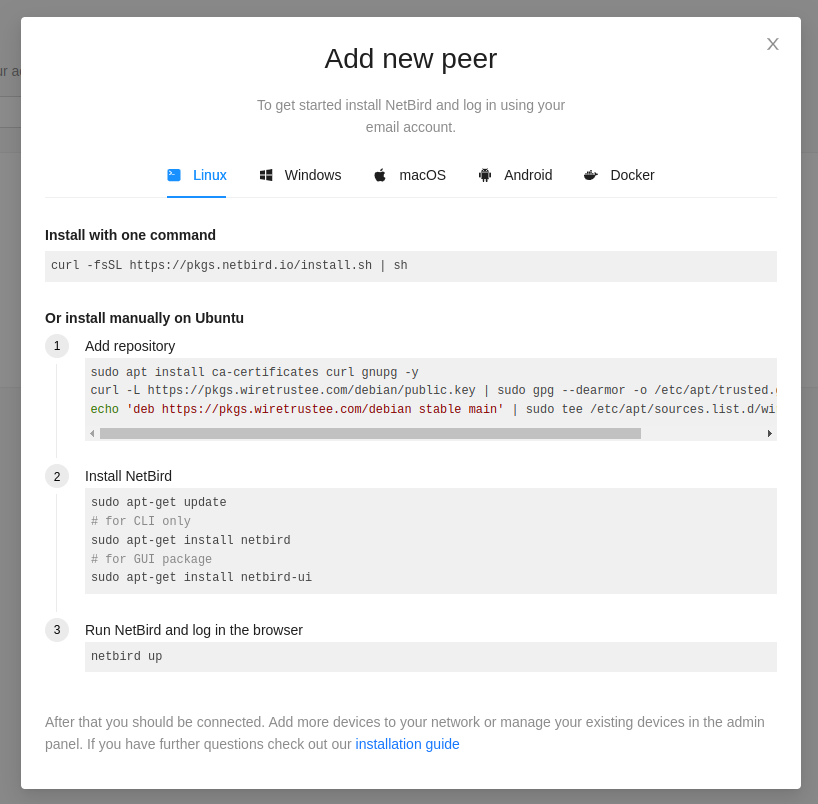 Add new peer
To get started install NetBird and log in using your
email account.
Linux Windows macOS Android Docker
Install with one command
curl -fsSL https://pkgs.netbird.io/install.sh | sh
Or install manually on Ubuntu
1 Add repository
sudo apt install ca-certificates curl gnupg -y
curl -L https://pkgs.wiretrustee.com/debian/public.key | sudo gpg --dearmor -o /etc/apt/trusted.
echo 'deb https://pkgs.wiretrustee.com/debian stable main' | sudo tee /etc/apt/sources.list.d/wi
2 Install NetBird
sudo apt-get update
# for CLI only
sudo apt-get install netbird
# for GUI package
sudo apt-get install netbird-ui
3 Run NetBird and log in the browser
netbird up
After that you should be connected. Add more devices to your network or manage your existing devices in the admin
panel. If you have further questions check out our installation guide